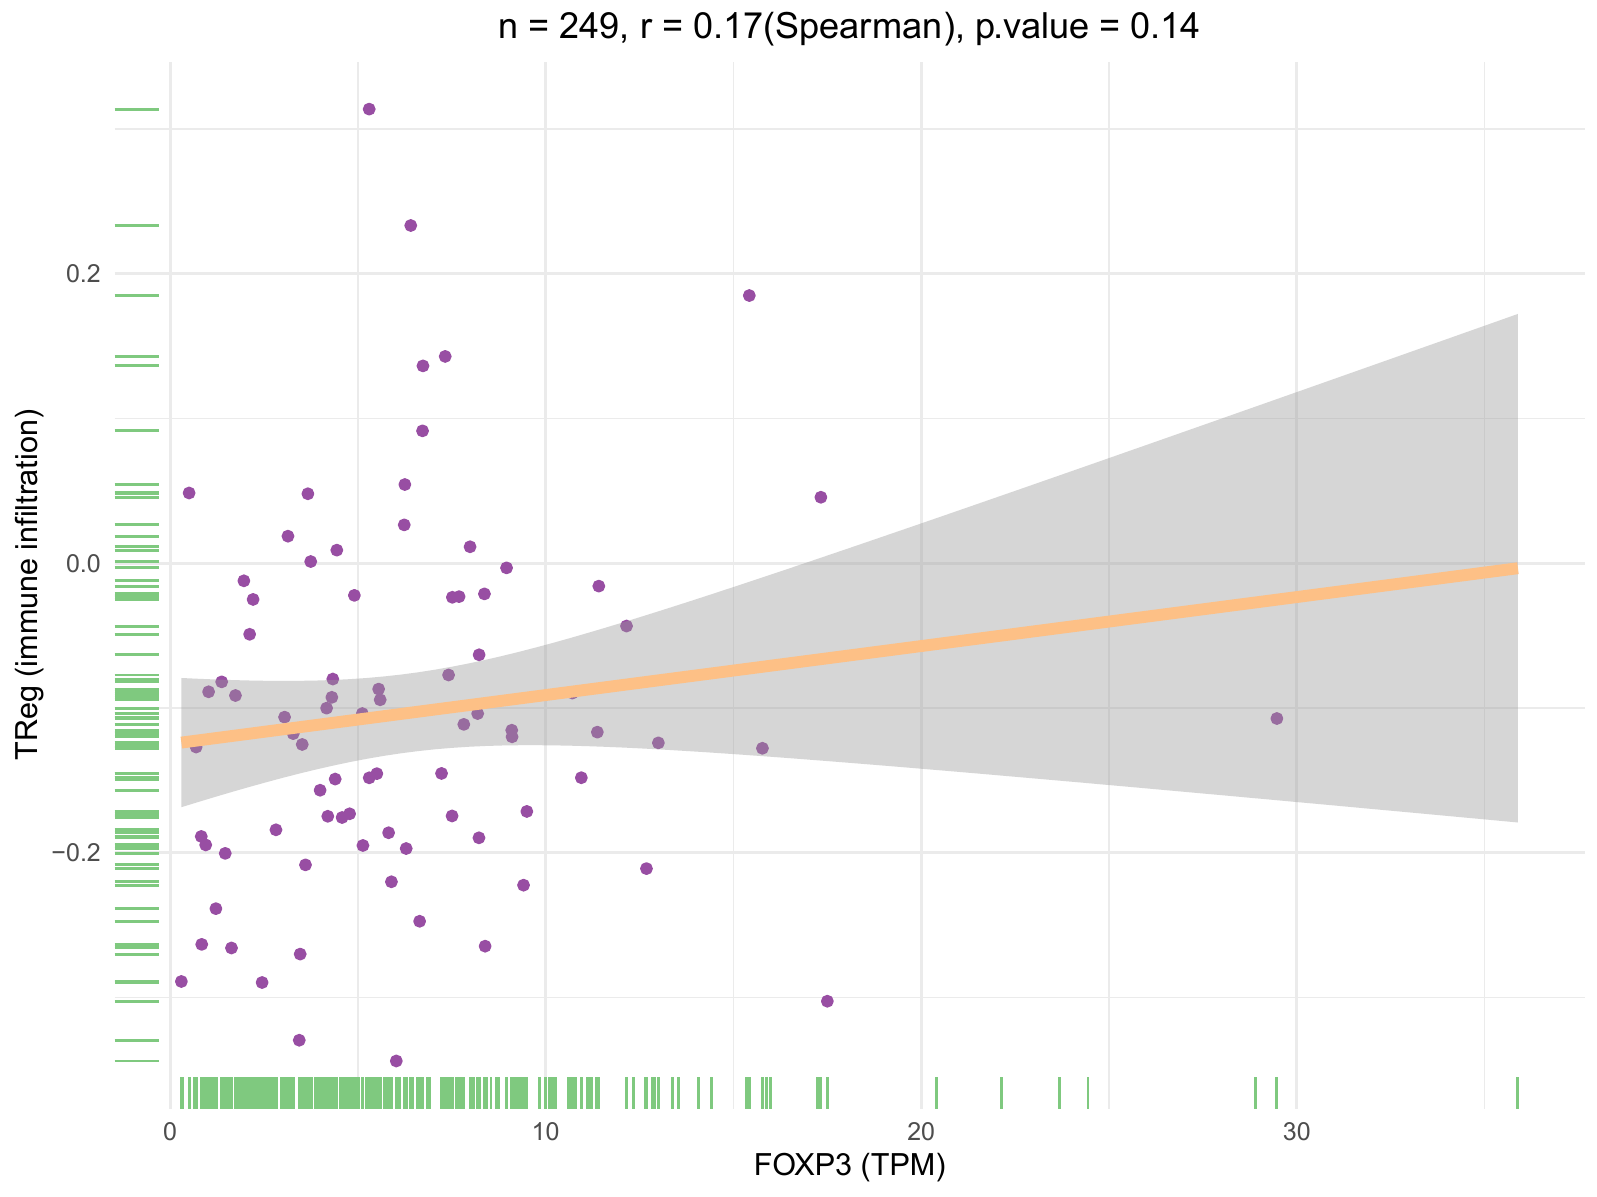 n = 249, r = 0.17(Spearman), p.value = 0.14
TReg (immune infiltration)
0.2
0.0
−0.2
0
10
20
30
FOXP3 (TPM)